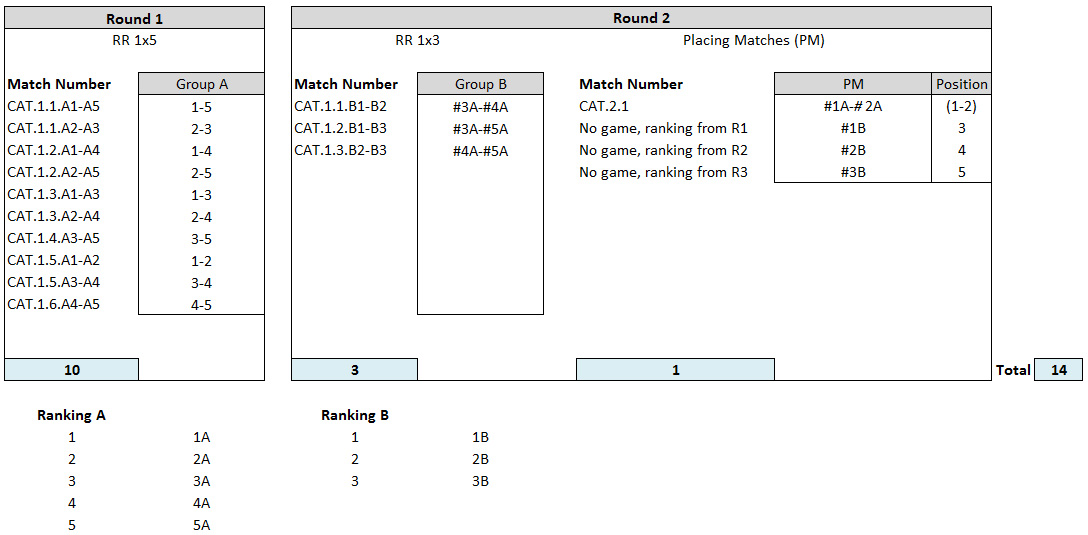 Round 1 Round 2
RR 1x5 RR 1x3 Placing Matches (PM)
Match Number Group A Match Number Group B Match Number PM Position
CAT.1.1.A1-A5 1-5 CAT.1.1.B1-B2 #3A-#4A CAT.2.1 #1A-# 2A (1-2)
CAT.1.1.A2-A3 2-3 CAT.1.2.B1-B3 #3A-#5A No game, ranking from R1 #1B 3
CAT.1.2.A1-A4 1-4 CAT.1.3.B2-B3 #4A-#5A No game, ranking from R2 #2B 4
CAT.1.2.A2-A5 2-5 No game, ranking from R3 #3B 5
CAT.1.3.A1-A3 1-3
CAT.1.3.A2-A4 2-4
CAT.1.4.A3-A5 3-5
CAT.1.5.A1-A2 1-2
CAT.1.5.A3-A4 3-4
CAT.1.6.A4-A5 4-5
10 3 1 Total 14
Ranking A Ranking B
1 1A 1 1B
2 2A 2 2B
3 3A 3 3B
4 4A
5 5A